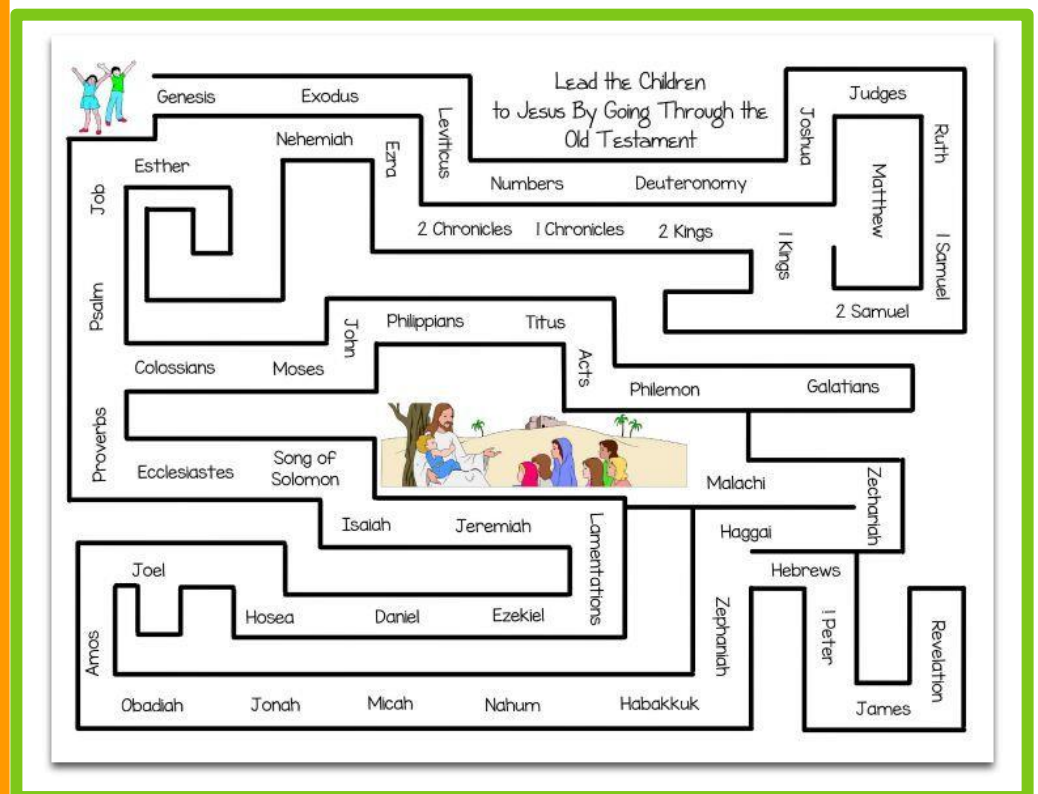 Lead the Children
to Jesus By Going Through the
Old Testament
Genesis
Exodus
Leviticus
Numbers
Deuteronomy
Joshua
Judges
Ruth
1 Samuel
Matthew
2 Samuel
1 Kings
2 Kings
1 Chronicles
2 Chronicles
Ezra
Nehemiah
Esther
Job
Psalm
Proverbs
Colossians
Moses
John
Philippians
Titus
Acts
Philemon
Galatians
Ecclesiastes
Song of
Solomon
Isaiah
Jeremiah
Lamentations
Ezekiel
Daniel
Hosea
Joel
Amos
Obadiah
Jonah
Micah
Nahum
Habakkuk
Zephaniah
Haggai
Zechariah
Malachi
Hebrews
1 Peter
James
Revelation